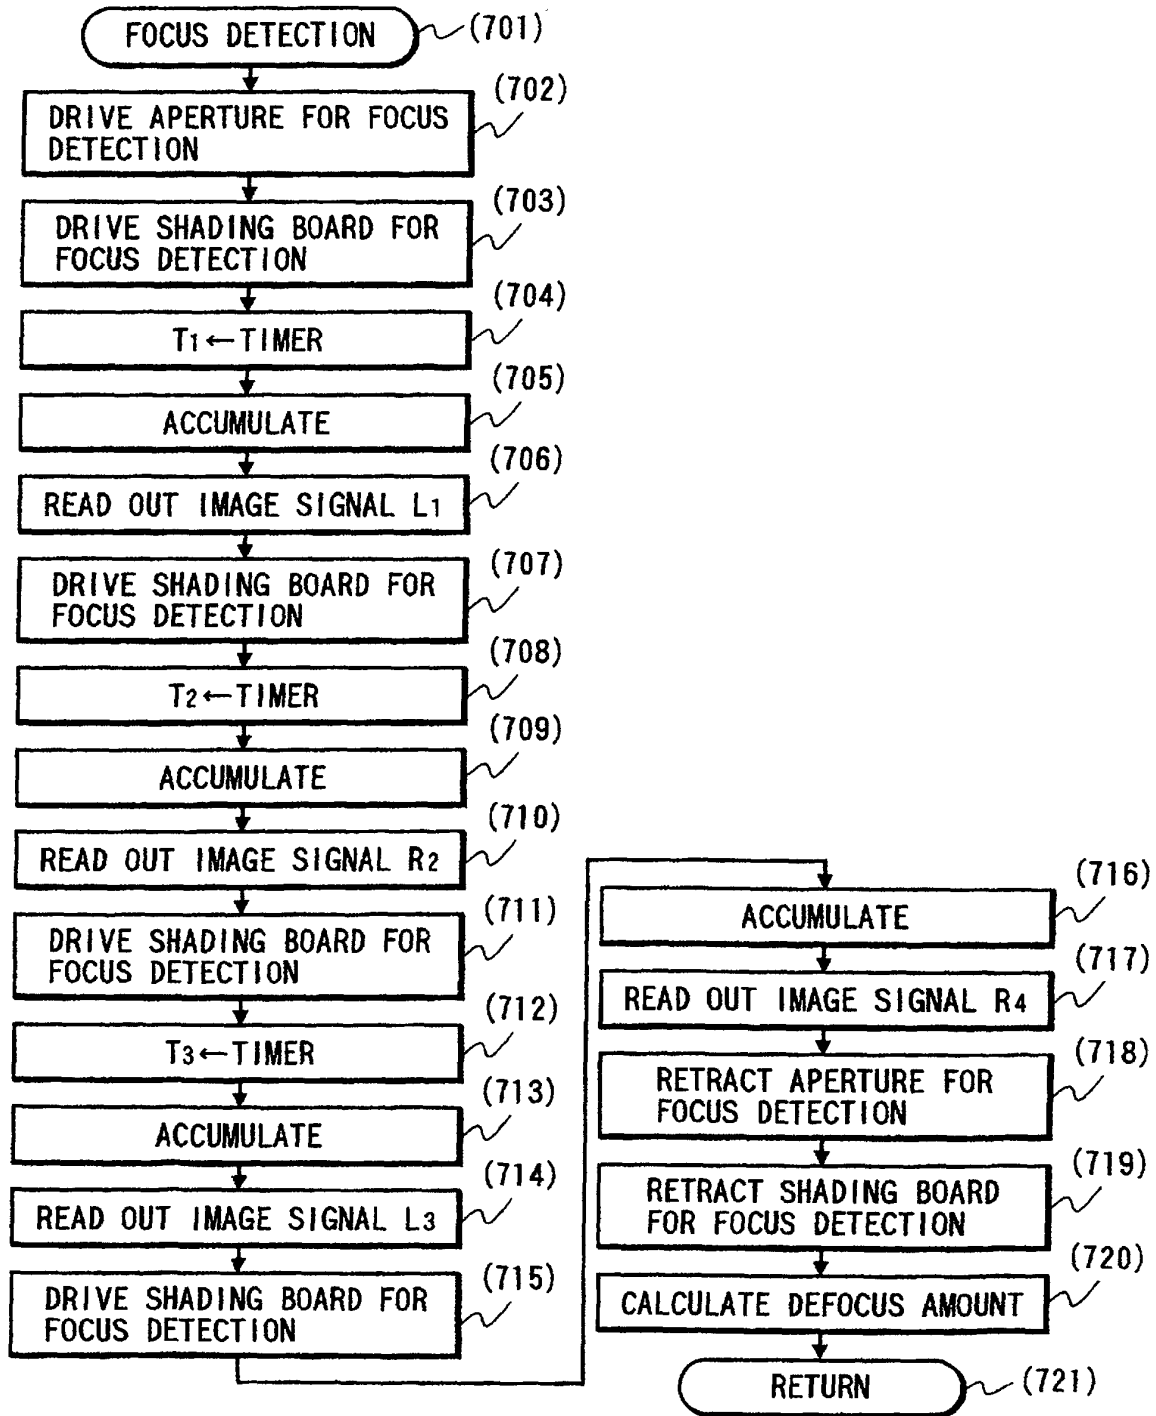 FOCUS DETECTION
(701)
DRIVE APERTURE FOR FOCUS
DETECTION
(702)
DRIVE SHADING BOARD FOR
FOCUS DETECTION
(703)
T1←TIMER
(704)
ACCUMULATE
(705)
READ OUT IMAGE SIGNAL L1
(706)
DRIVE SHADING BOARD FOR
FOCUS DETECTION
(707)
T2←TIMER
(708)
ACCUMULATE
(709)
READ OUT IMAGE SIGNAL R2
(710)
DRIVE SHADING BOARD FOR
FOCUS DETECTION
(711)
T3←TIMER
(712)
ACCUMULATE
(713)
READ OUT IMAGE SIGNAL L3
(714)
DRIVE SHADING BOARD FOR
FOCUS DETECTION
(715)
ACCUMULATE
(716)
READ OUT IMAGE SIGNAL R4
(717)
RETRACT APERTURE FOR
FOCUS DETECTION
(718)
RETRACT SHADING BOARD
FOR FOCUS DETECTION
(719)
CALCULATE DEFOCUS AMOUNT
(720)
RETURN
(721)